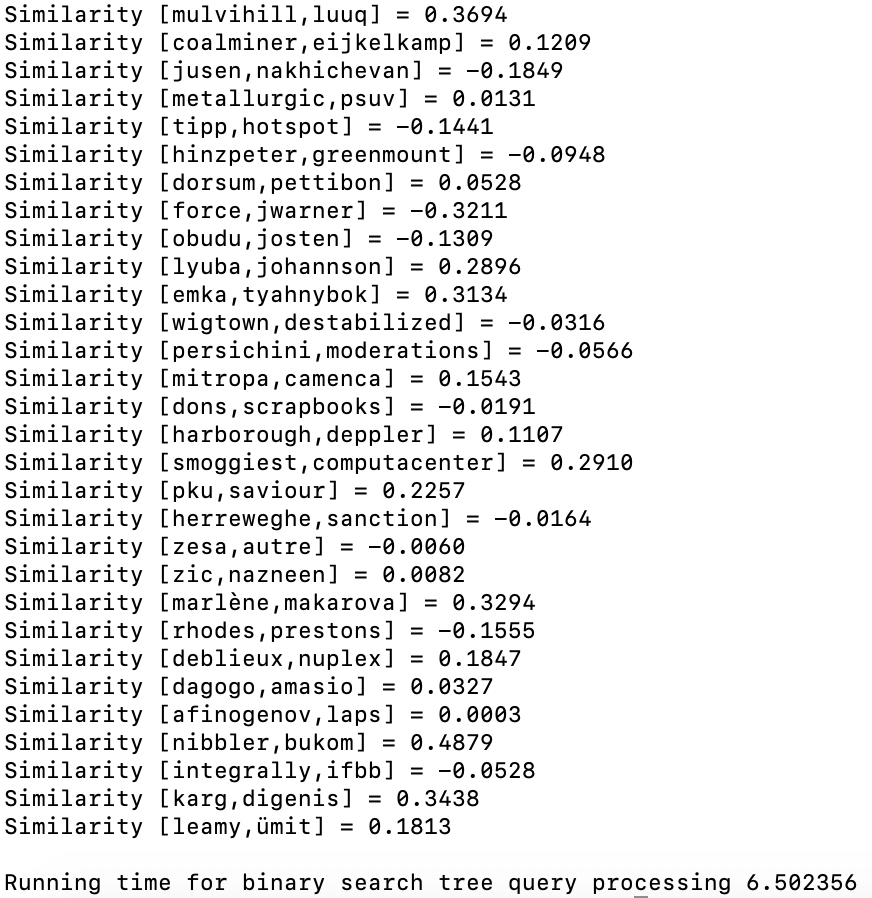 Similarity [mulvihill,luuq] = 0.3694
Similarity [coalminer,eijkelkamp] = 0.1209
Similarity [jusen,nakhichevan] = -0.1849
Similarity [metallurgic,psuv] = 0.0131
Similarity [tipp,hotspot] = -0.1441
Similarity [hinzpeter,greenmount] = -0.0948
Similarity [dorsum,pettibon] = 0.0528
Similarity [force,jwarner] = -0.3211
Similarity [obudu,josten] = -0.1309
Similarity [lyuba,johannson] = 0.2896
Similarity [emka,tyahnybok] = 0.3134
Similarity [wigtown,destabilized] = -0.0316
Similarity [persichini,moderations] = -0.0566
Similarity [mitropa,camenca] = 0.1543
Similarity [dons,scrapbooks] = -0.0191
Similarity [harborough,deppler] = 0.1107
Similarity [smoggiest,computacenter] = 0.2910
Similarity [pku,saviour] = 0.2257
Similarity [herreweghe,sanction] = -0.0164
Similarity [zesa,autre] = -0.0060
Similarity [zic,nazneen] = 0.0082
Similarity [marlène,makarova] = 0.3294
Similarity [rhodes,prestons] = -0.1555
Similarity [deblieux,nuplex] = 0.1847
Similarity [dagogo,amasio] = 0.0327
Similarity [afinogenov,laps] = 0.0003
Similarity [nibbler,bukom] = 0.4879
Similarity [integrally,ifbb] = -0.0528
Similarity [karg,digenis] = 0.3438
Similarity [leamy,ümit] = 0.1813
Running time for binary search tree query processing 6.502356